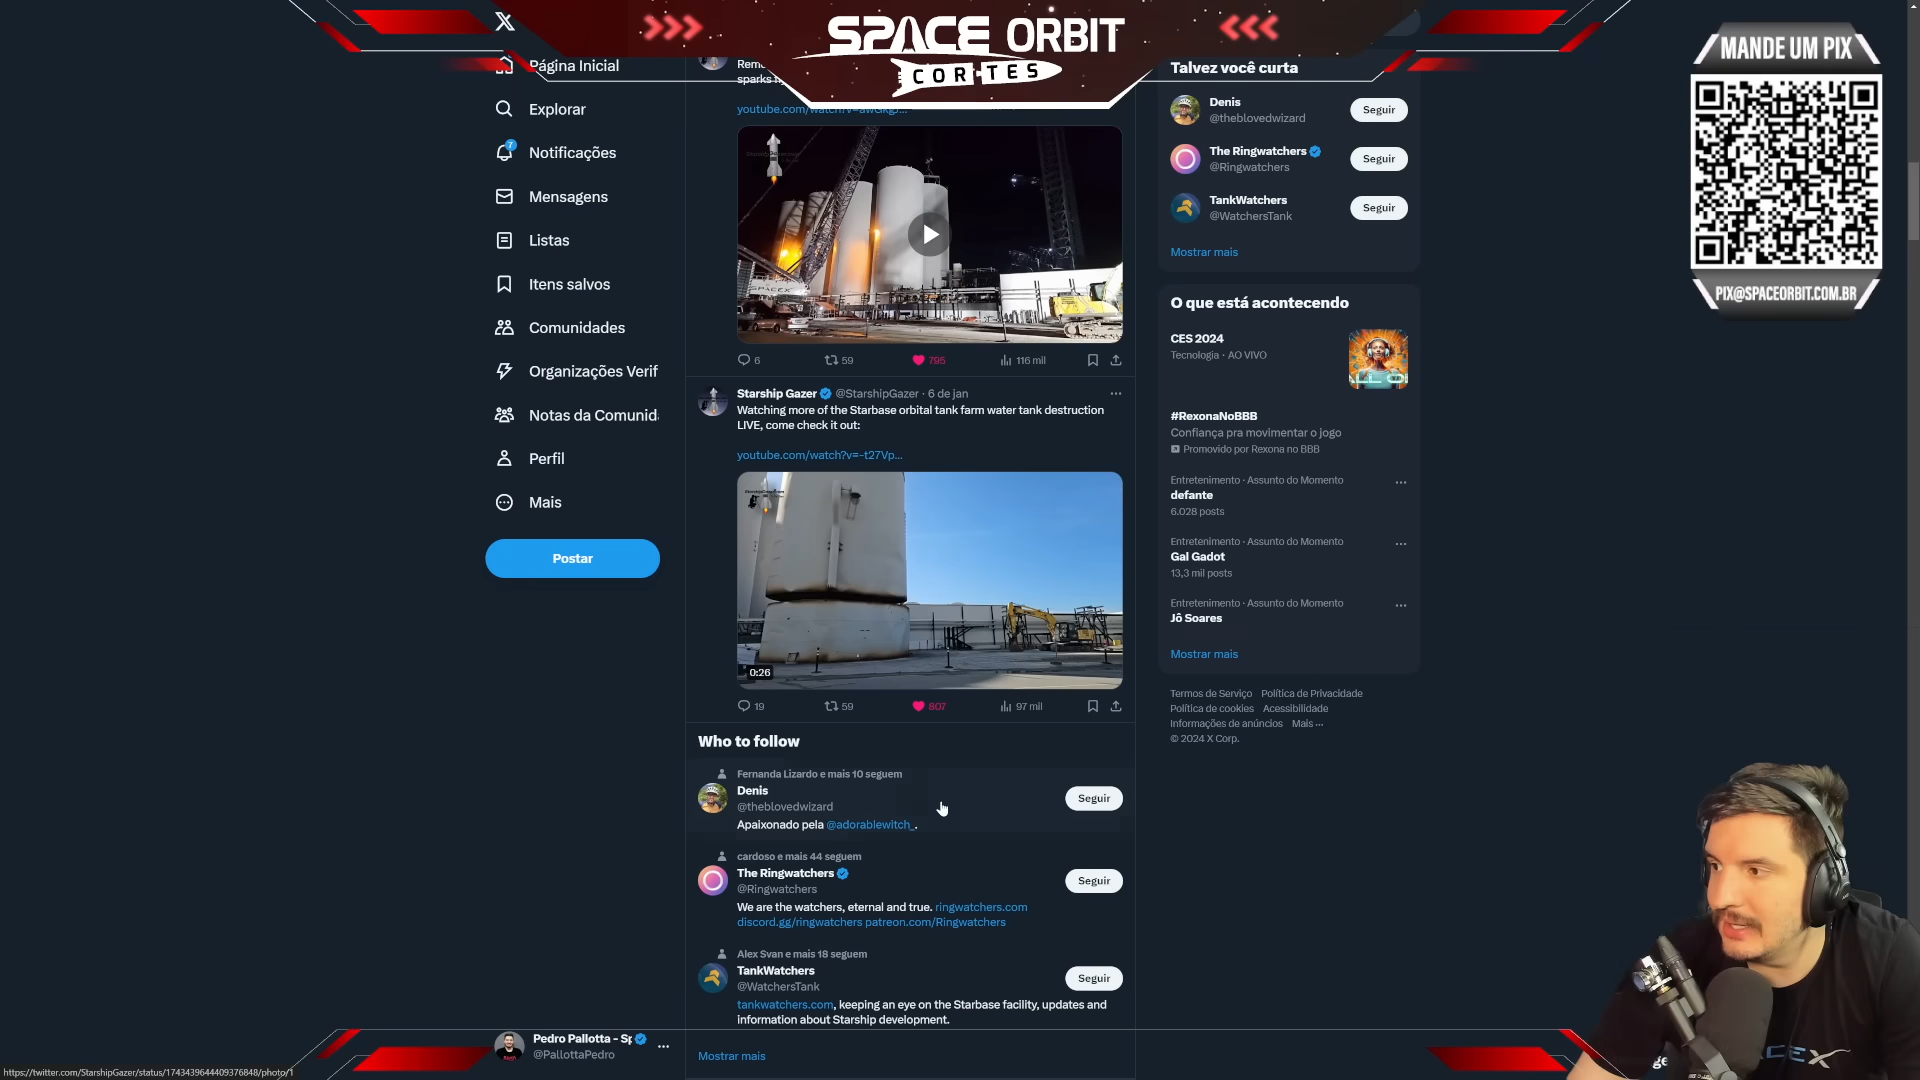 SPACE ORBIT
CORTES
MANDE UM PIX
PIX@SPACEORBIT.COM.BR
Página Inicial
Explorar
7
Notificações
Mensagens
Listas
Itens salvos
Comunidades
Organizações Verif
Notas da Comunid
Perfil
Mais
Postar
Pedro Pallotta - Sp
@PallottaPedro
https://twitter.com/StarshipGazer/status/1743439644409376848/photo/1
SPACEX
6
59
795
116 mil
Starship Gazer @StarshipGazer · 6 de jan
Watching more of the Starbase orbital tank farm water tank destruction
LIVE, come check it out:
youtube.com/watch?v=-t27Vp...
0:26
19
59
807
97 mil
Who to follow
Fernanda Lizardo e mais 10 seguem
Denis
@theblovedwizard
Seguir
Apaixonado pela @adorablewitch_.
cardoso e mais 44 seguem
The Ringwatchers
@Ringwatchers
Seguir
We are the watchers, eternal and true. ringwatchers.com
discord.gg/ringwatchers patreon.com/Ringwatchers
Alex Svan e mais 18 seguem
TankWatchers
@WatchersTank
Seguir
tankwatchers.com, keeping an eye on the Starbase facility, updates and
information about Starship development.
Mostrar mais
Talvez você curta
Denis
@theblovedwizard
Seguir
The Ringwatchers
@Ringwatchers
Seguir
TankWatchers
@WatchersTank
Seguir
Mostrar mais
O que está acontecendo
CES 2024
Tecnologia · AO VIVO
#RexonaNoBBB
Confiança pra movimentar o jogo
Promovido por Rexona no BBB
Entretenimento · Assunto do Momento
defante
6.028 posts
Entretenimento · Assunto do Momento
Gal Gadot
13,3 mil posts
Entretenimento · Assunto do Momento
Jô Soares
Mostrar mais
Termos de Serviço Política de Privacidade
Política de cookies Acessibilidade
Informações de anúncios Mais ···
© 2024 X Corp.